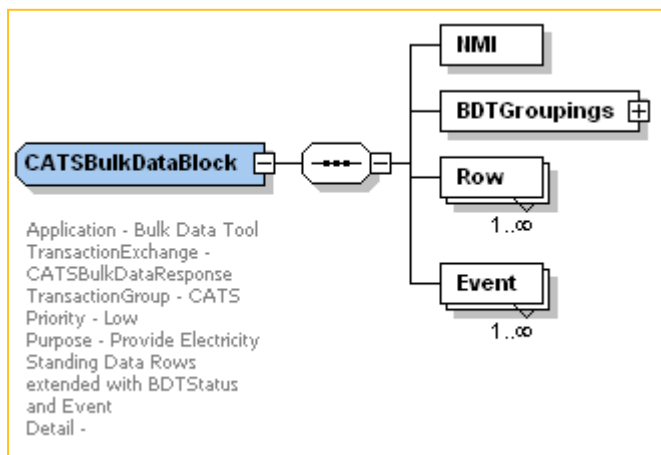 NMI
BDTGroupings
CATSBulkDataBlock
Row
1..∞
Event
1..∞
Application - Bulk Data Tool
TransactionExchange -
CATSBulkDataResponse
TransactionGroup - CATS
Priority - Low
Purpose - Provide Electricity
Standing Data Rows
extended with BDTStatus
and Event
Detail -